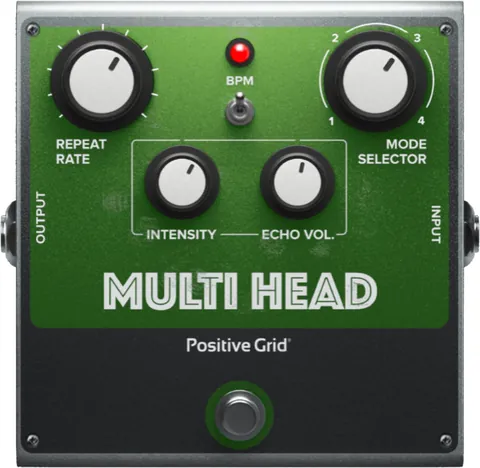 BPM
2 3
1 4
REPEAT
RATE
MODE
SELECTOR
OUTPUT
INPUT
INTENSITY
ECHO VOL.
MULTI HEAD
Positive Grid®